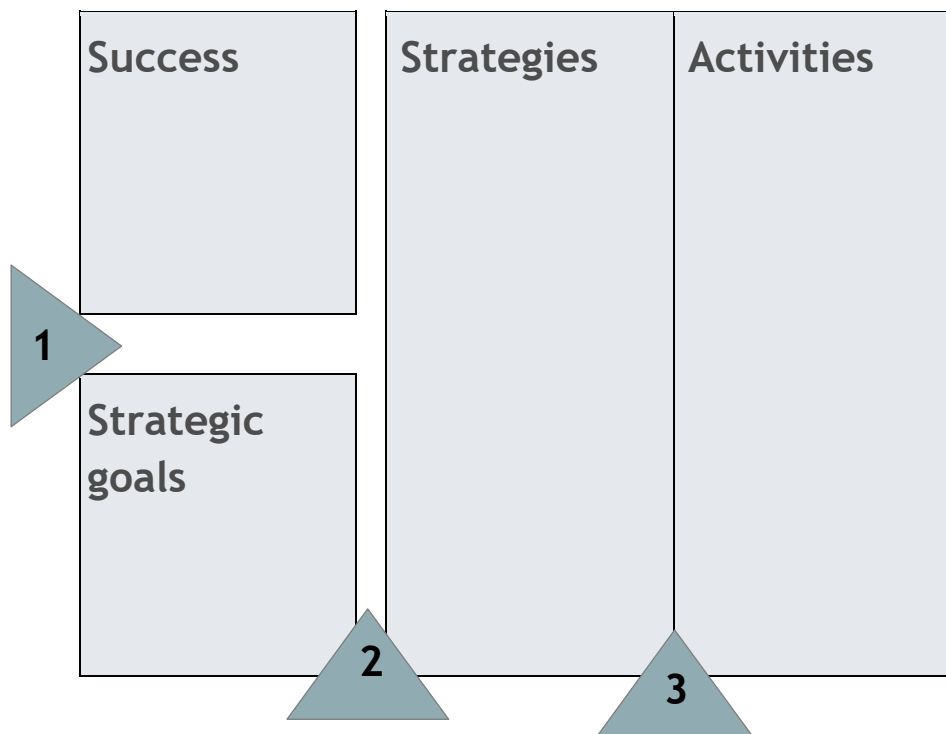 Success
Strategies
Activities
1
Strategic
goals
2
3